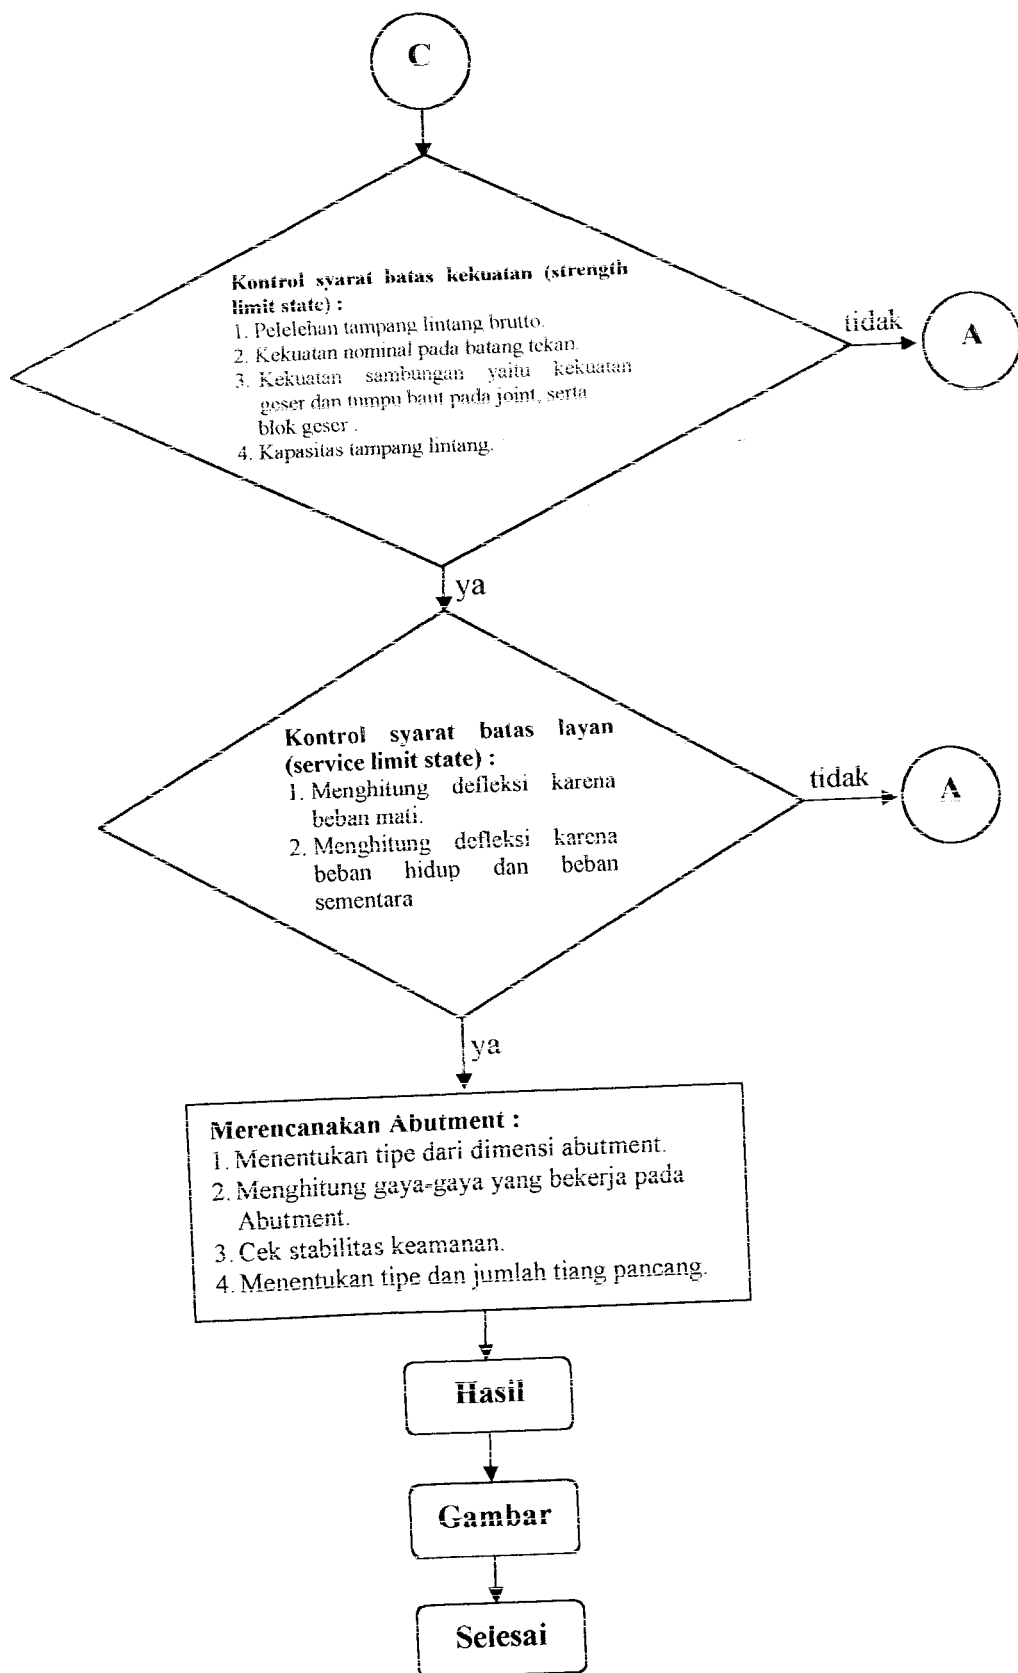 C
Kontrol syarat batas kekuatan (strength
limit state) :
1. Pelelehan tampang lintang brutto.
2. Kekuatan nominal pada batang tekan.
3. Kekuatan sambungan yaitu kekuatan
geser dan tumpu baut pada joint, serta
blok geser .
4. Kapasitas tampang lintang.
tidak
A
ya
Kontrol syarat batas layan
(service limit state) :
1. Menghitung defleksi karena
beban mati.
2. Menghitung defleksi karena
beban hidup dan beban
sementara
tidak
A
ya
Merencanakan Abutment :
1. Menentukan tipe dari dimensi abutment.
2. Menghitung gaya-gaya yang bekerja pada
Abutment.
3. Cek stabilitas keamanan.
4. Menentukan tipe dan jumlah tiang pancang.
Hasil
Gambar
Selesai